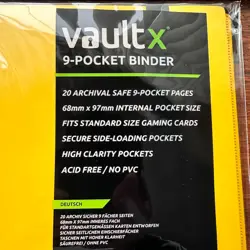 vault x
9-POCKET BINDER
20 ARCHIVAL SAFE 9-POCKET PAGES
68mm x 97mm INTERNAL POCKET SIZE
FITS STANDARD SIZE GAMING CARDS
SECURE SIDE-LOADING POCKETS
HIGH CLARITY POCKETS
ACID FREE / NO PVC
DEUTSCH
20 ARCHIV SICHER 9 FÄCHER SEITEN
68mm X 97mm INNERES FACH
FÜR STANDARTGENÄSSEN KARTEN ENTWORFEN
SICHER SEITLICHEN EINSCHIEBFÄCHER
TASCHEN MIT HOHER KLARHEIT
SÄUREFREI / OHNE PVC